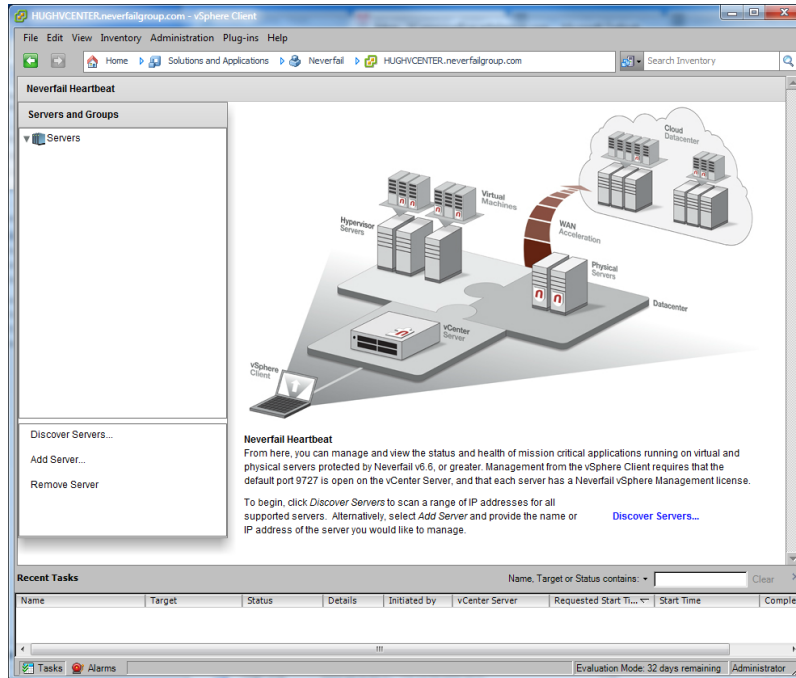 HUGHVCENTER.neverfailgroup.com - vSphere Client
File Edit View Inventory Administration Plug-ins Help
Home Solutions and Applications Neverfail HUGHVCENTER.neverfailgroup.com Search Inventory
Neverfail Heartbeat
Servers and Groups
Servers
Cloud
Datacenter
Virtual
Machines
Hypervisor
Servers
WAN
Acceleration
Physical
Servers
Datacenter
vCenter
Server
vSphere
Client
Discover Servers...
Add Server...
Remove Server
Neverfail Heartbeat
From here, you can manage and view the status and health of mission critical applications running on virtual and
physical servers protected by Neverfail v6.6, or greater. Management from the vSphere Client requires that the
default port 9727 is open on the vCenter Server, and that each server has a Neverfail vSphere Management license.
To begin, click Discover Servers to scan a range of IP addresses for all
supported servers. Alternatively, select Add Server and provide the name or
IP address of the server you would like to manage.
Discover Servers...
Recent Tasks
Name, Target or Status contains:
Clear
Name Target Status Details Initiated by vCenter Server Requested Start Ti... Start Time Comple
Tasks Alarms Evaluation Mode: 32 days remaining Administrator